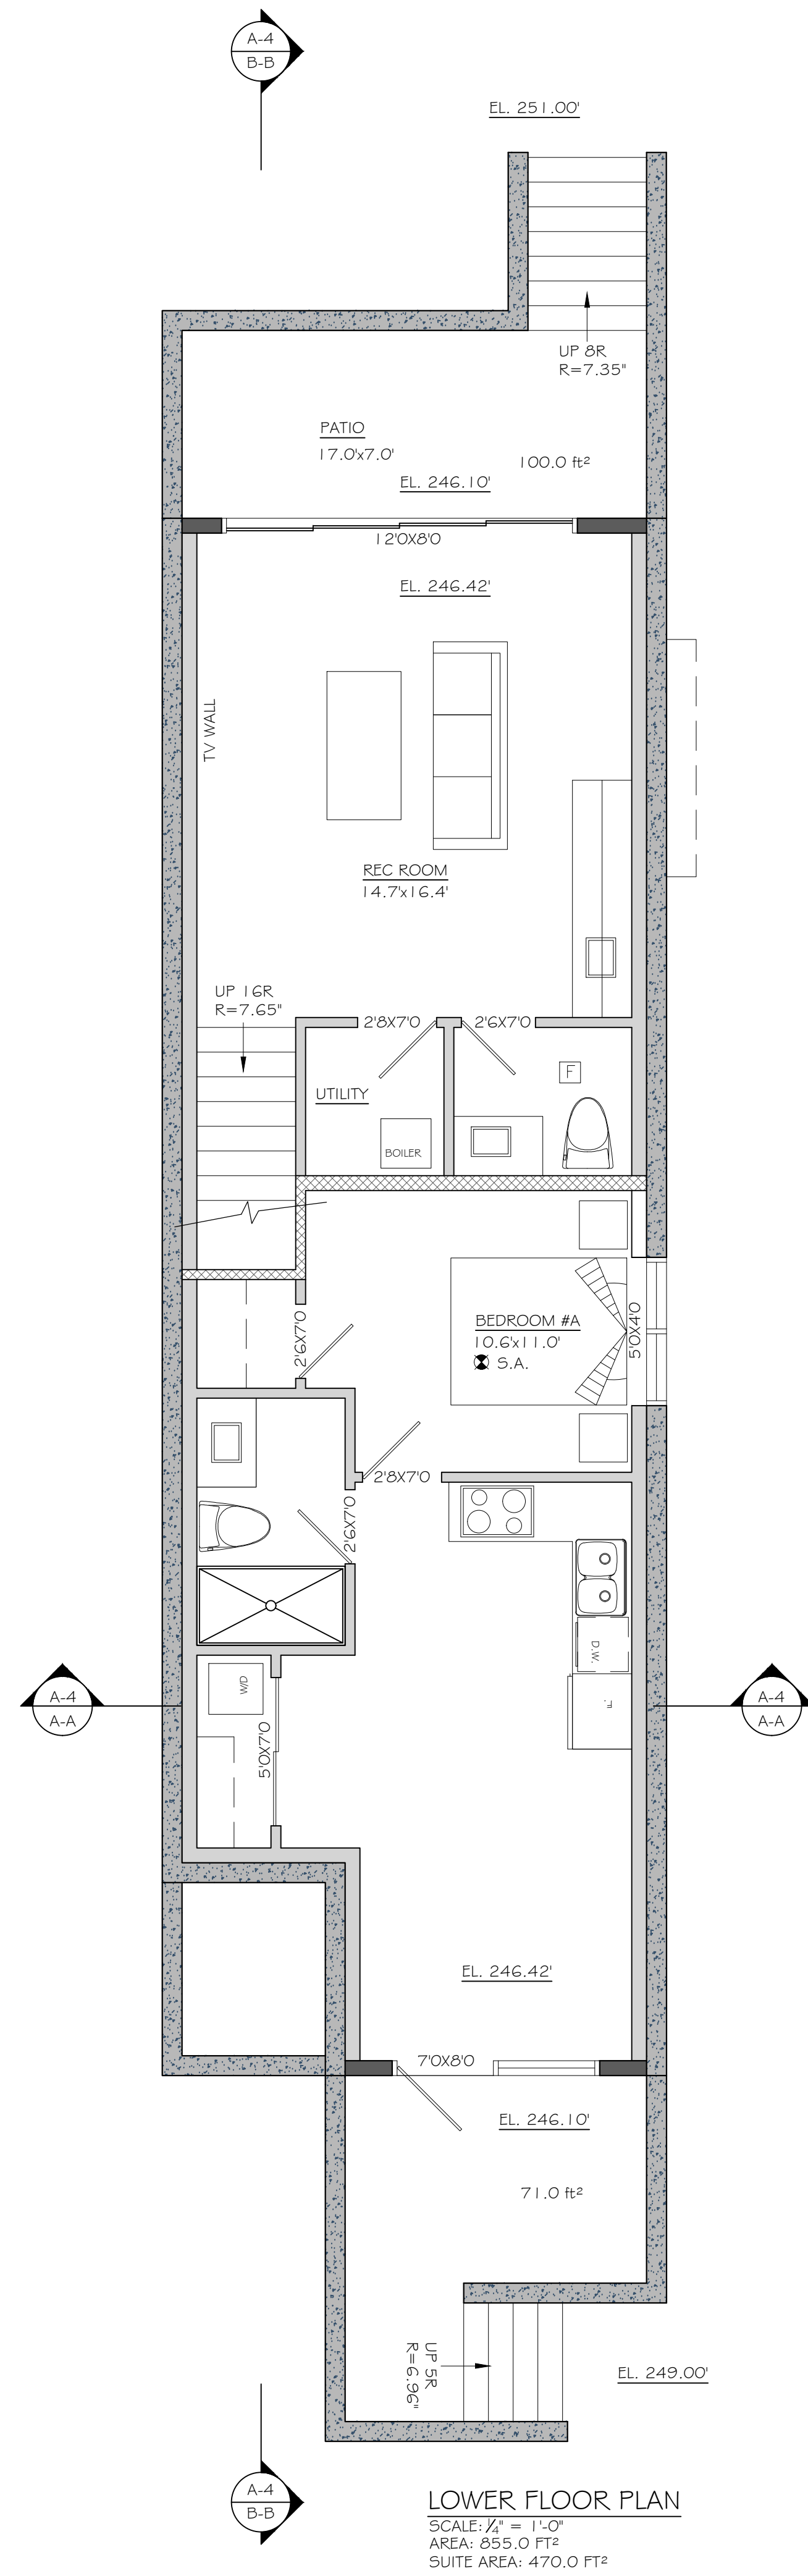 A-4
B-B
EL. 251.00'
UP 8R
R=7.35"
PATIO
17.0'x7.0'
100.0 ft²
EL. 246.10'
12'0X8'0
EL. 246.42'
TV WALL
REC ROOM
14.7'x16.4'
UP 16R
R=7.65"
2'8X7'0
2'6X7'0
UTILITY
F
BOILER
BEDROOM #A
10.6'x11.0'
S.A.
5'0X4'0
2'6X7'0
2'8X7'0
2'6X7'0
D.W.
F.
W/D
A-4
A-A
A-4
A-A
5'0X7'0
EL. 246.42'
7'0X8'0
EL. 246.10'
71.0 ft²
UP 5R
R=6.96"
EL. 249.00'
A-4
B-B
LOWER FLOOR PLAN
SCALE: ¼" = 1'-0"
AREA: 855.0 FT²
SUITE AREA: 470.0 FT²